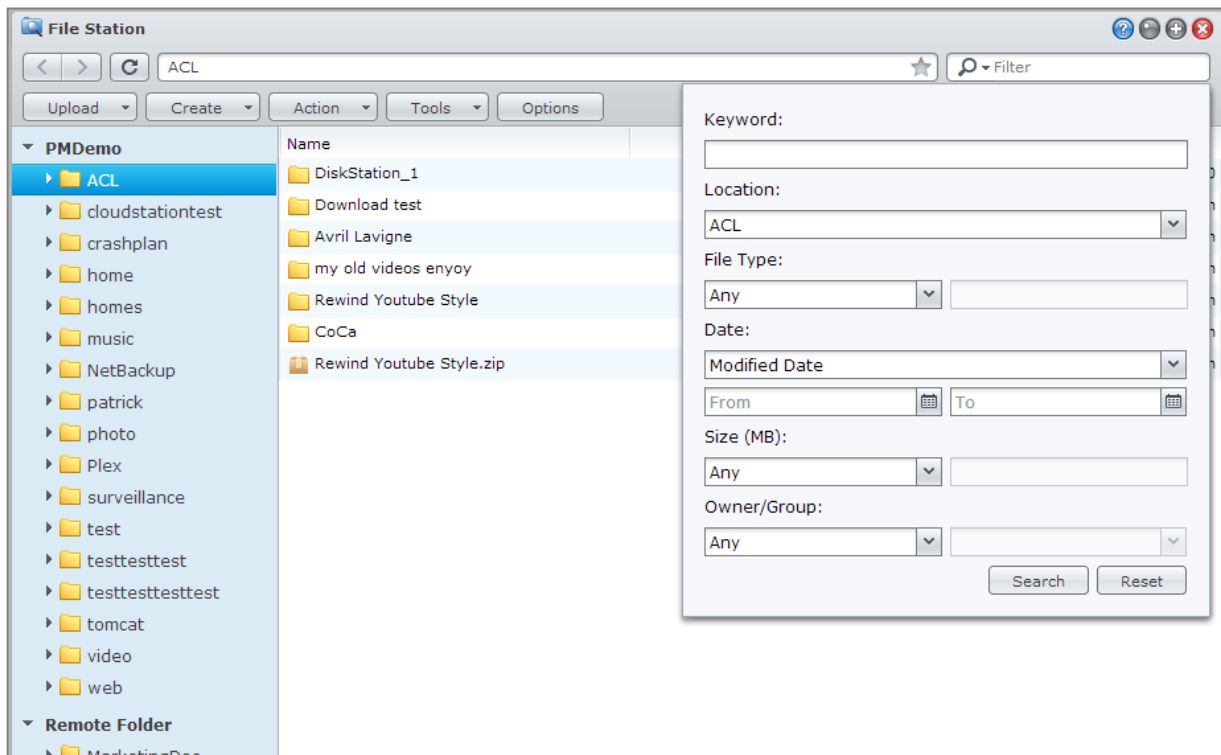 File Station
ACL
Filter
Upload Create Action Tools Options
PMDemo
ACL
cloudstationtest
crashplan
home
homes
music
NetBackup
patrick
photo
Plex
surveillance
test
testtesttest
testtesttesttest
tomcat
video
web
Remote Folder
Name
DiskStation_1
Download test
Avril Lavigne
my old videos enyoy
Rewind Youtube Style
CoCa
Rewind Youtube Style.zip
Keyword:
Location:
ACL
File Type:
Any
Date:
Modified Date
From To
Size (MB):
Any
Owner/Group:
Any
Search Reset